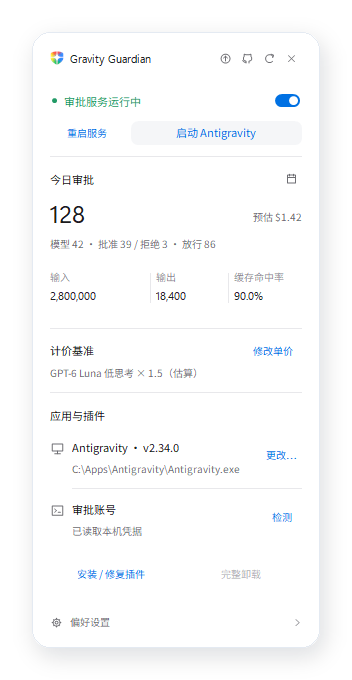 Gravity Guardian
审批服务运行中
重启服务 启动 Antigravity
今日审批
128 预估 $1.42
模型 42 · 批准 39 / 拒绝 3 · 放行 86
输入 输出 缓存命中率
2,800,000 18,400 90.0%
计价基准 修改单价
GPT-6 Luna 低思考 × 1.5（估算）
应用与插件
Antigravity · v2.34.0 更改…
C:\Apps\Antigravity\Antigravity.exe
审批账号 检测
已读取本机凭据
安装 / 修复插件 完整卸载
偏好设置